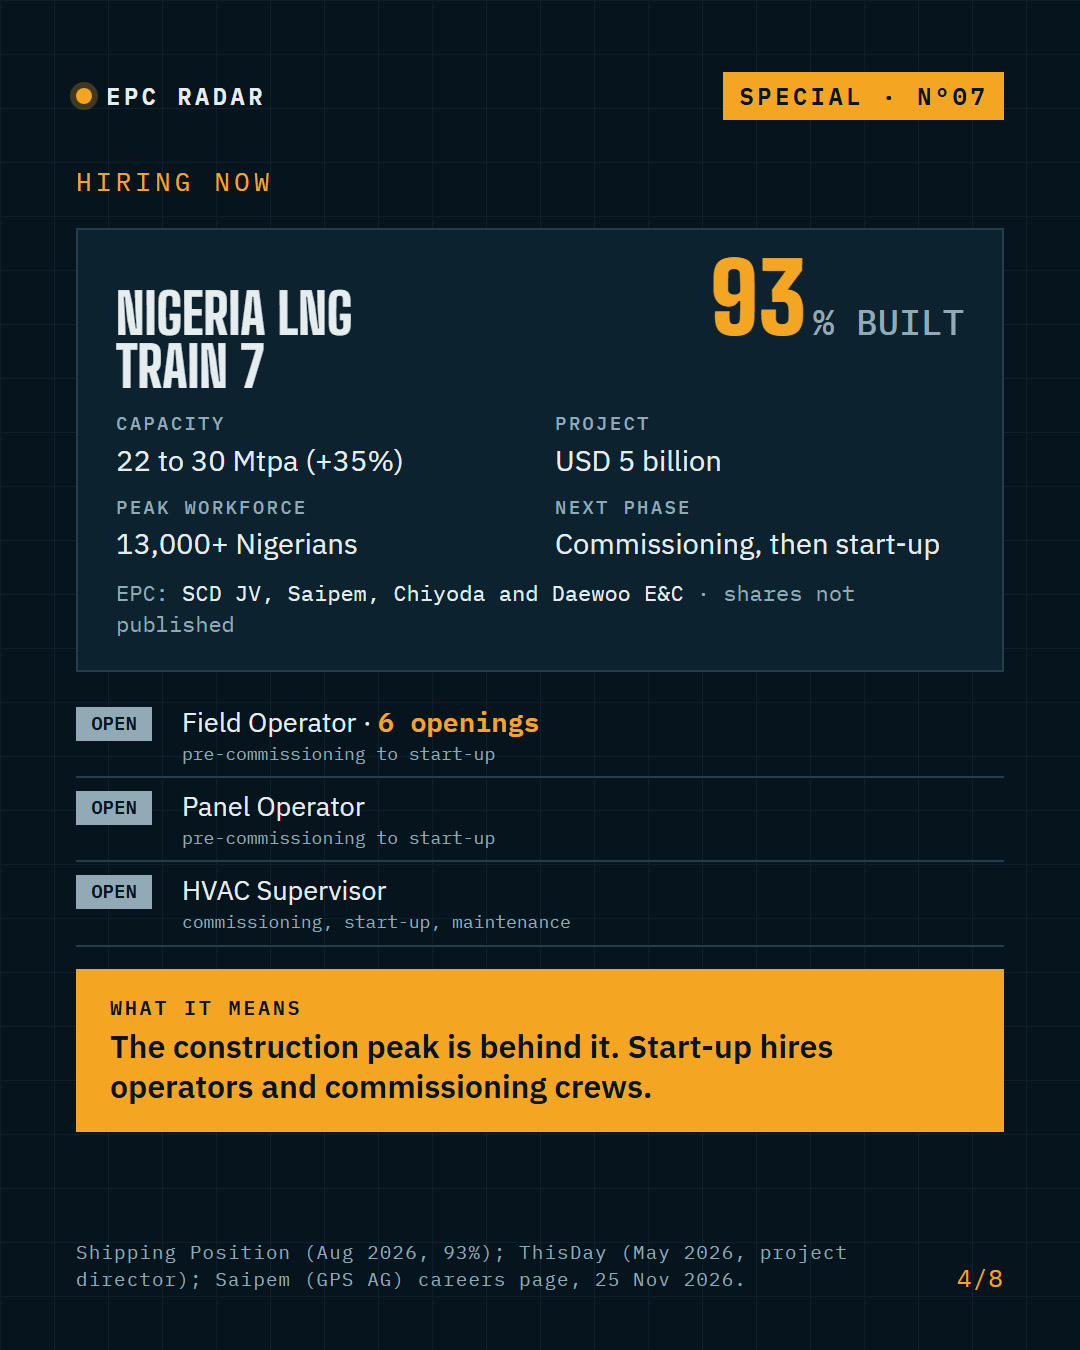 EPC RADAR
SPECIAL · N°07
HIRING NOW
NIGERIA LNG
TRAIN 7
93% BUILT
CAPACITY
22 to 30 Mtpa (+35%)
PROJECT
USD 5 billion
PEAK WORKFORCE
13,000+ Nigerians
NEXT PHASE
Commissioning, then start-up
EPC: SCD JV, Saipem, Chiyoda and Daewoo E&C · shares not
published
OPEN
Field Operator · 6 openings
pre-commissioning to start-up
OPEN
Panel Operator
pre-commissioning to start-up
OPEN
HVAC Supervisor
commissioning, start-up, maintenance
WHAT IT MEANS
The construction peak is behind it. Start-up hires
operators and commissioning crews.
Shipping Position (Aug 2026, 93%); ThisDay (May 2026, project
director); Saipem (GPS AG) careers page, 25 Nov 2026.
4/8